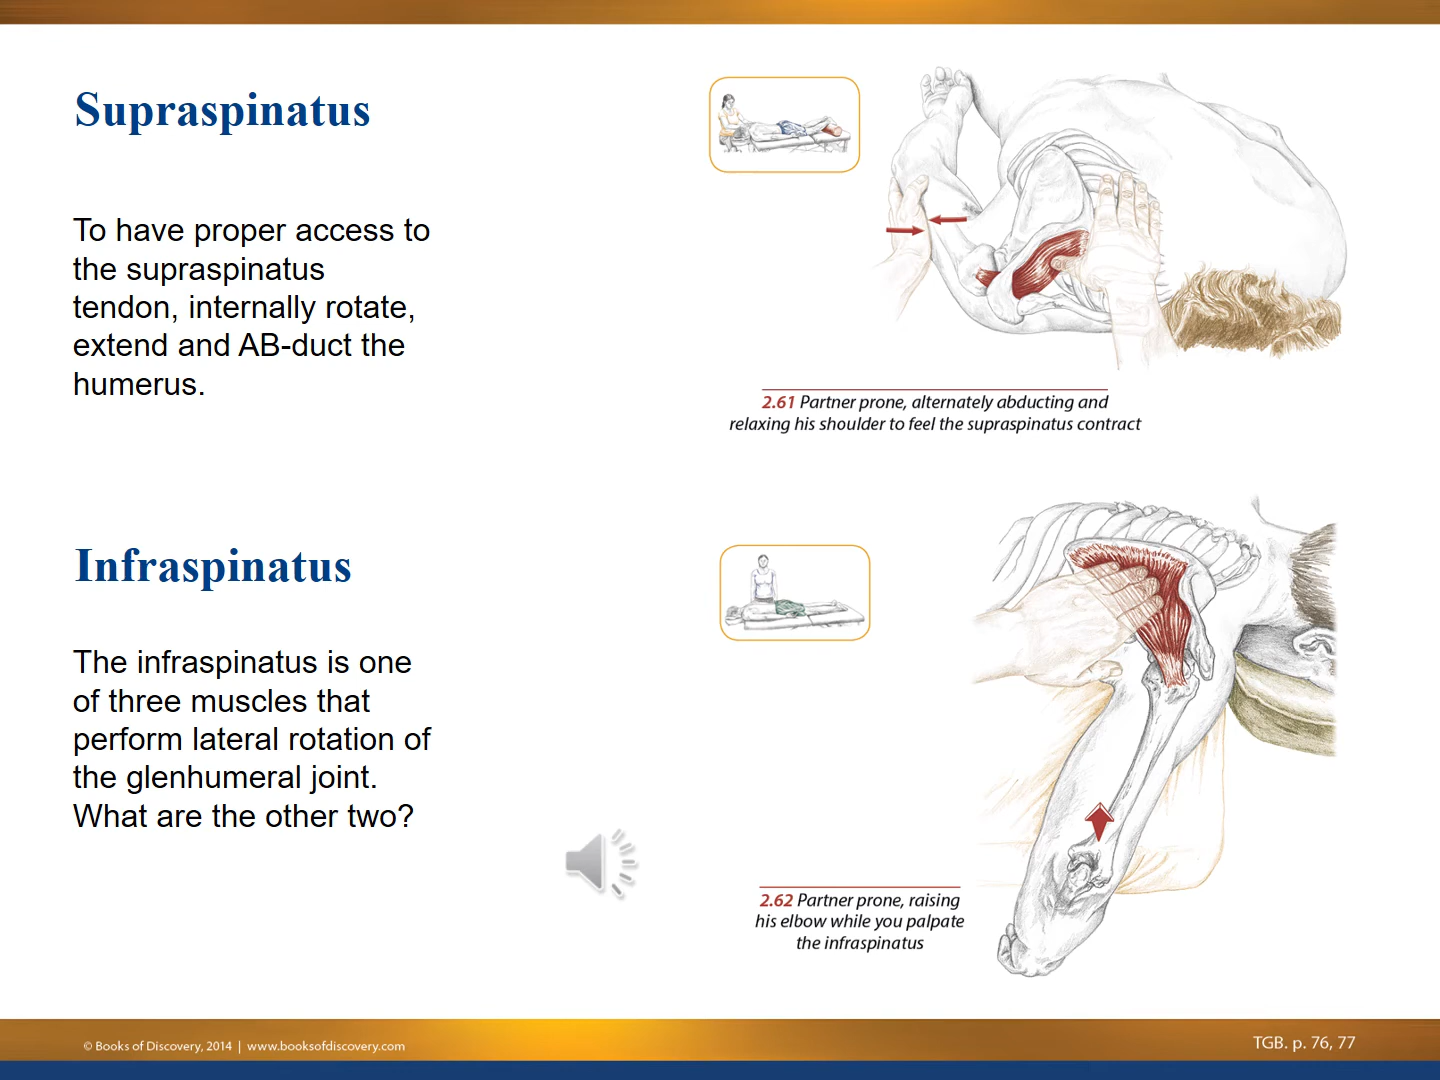 Supraspinatus
To have proper access to
the supraspinatus
tendon, internally rotate,
extend and AB-duct the
humerus.
2.61 Partner prone, alternately abducting and
relaxing his shoulder to feel the supraspinatus contract
Infraspinatus
The infraspinatus is one
of three muscles that
perform lateral rotation of
the glenhumeral joint.
What are the other two?
2.62 Partner prone, raising
his elbow while you palpate
the infraspinatus
© Books of Discovery, 2014 | www.booksofdiscovery.com
TGB. p. 76, 77